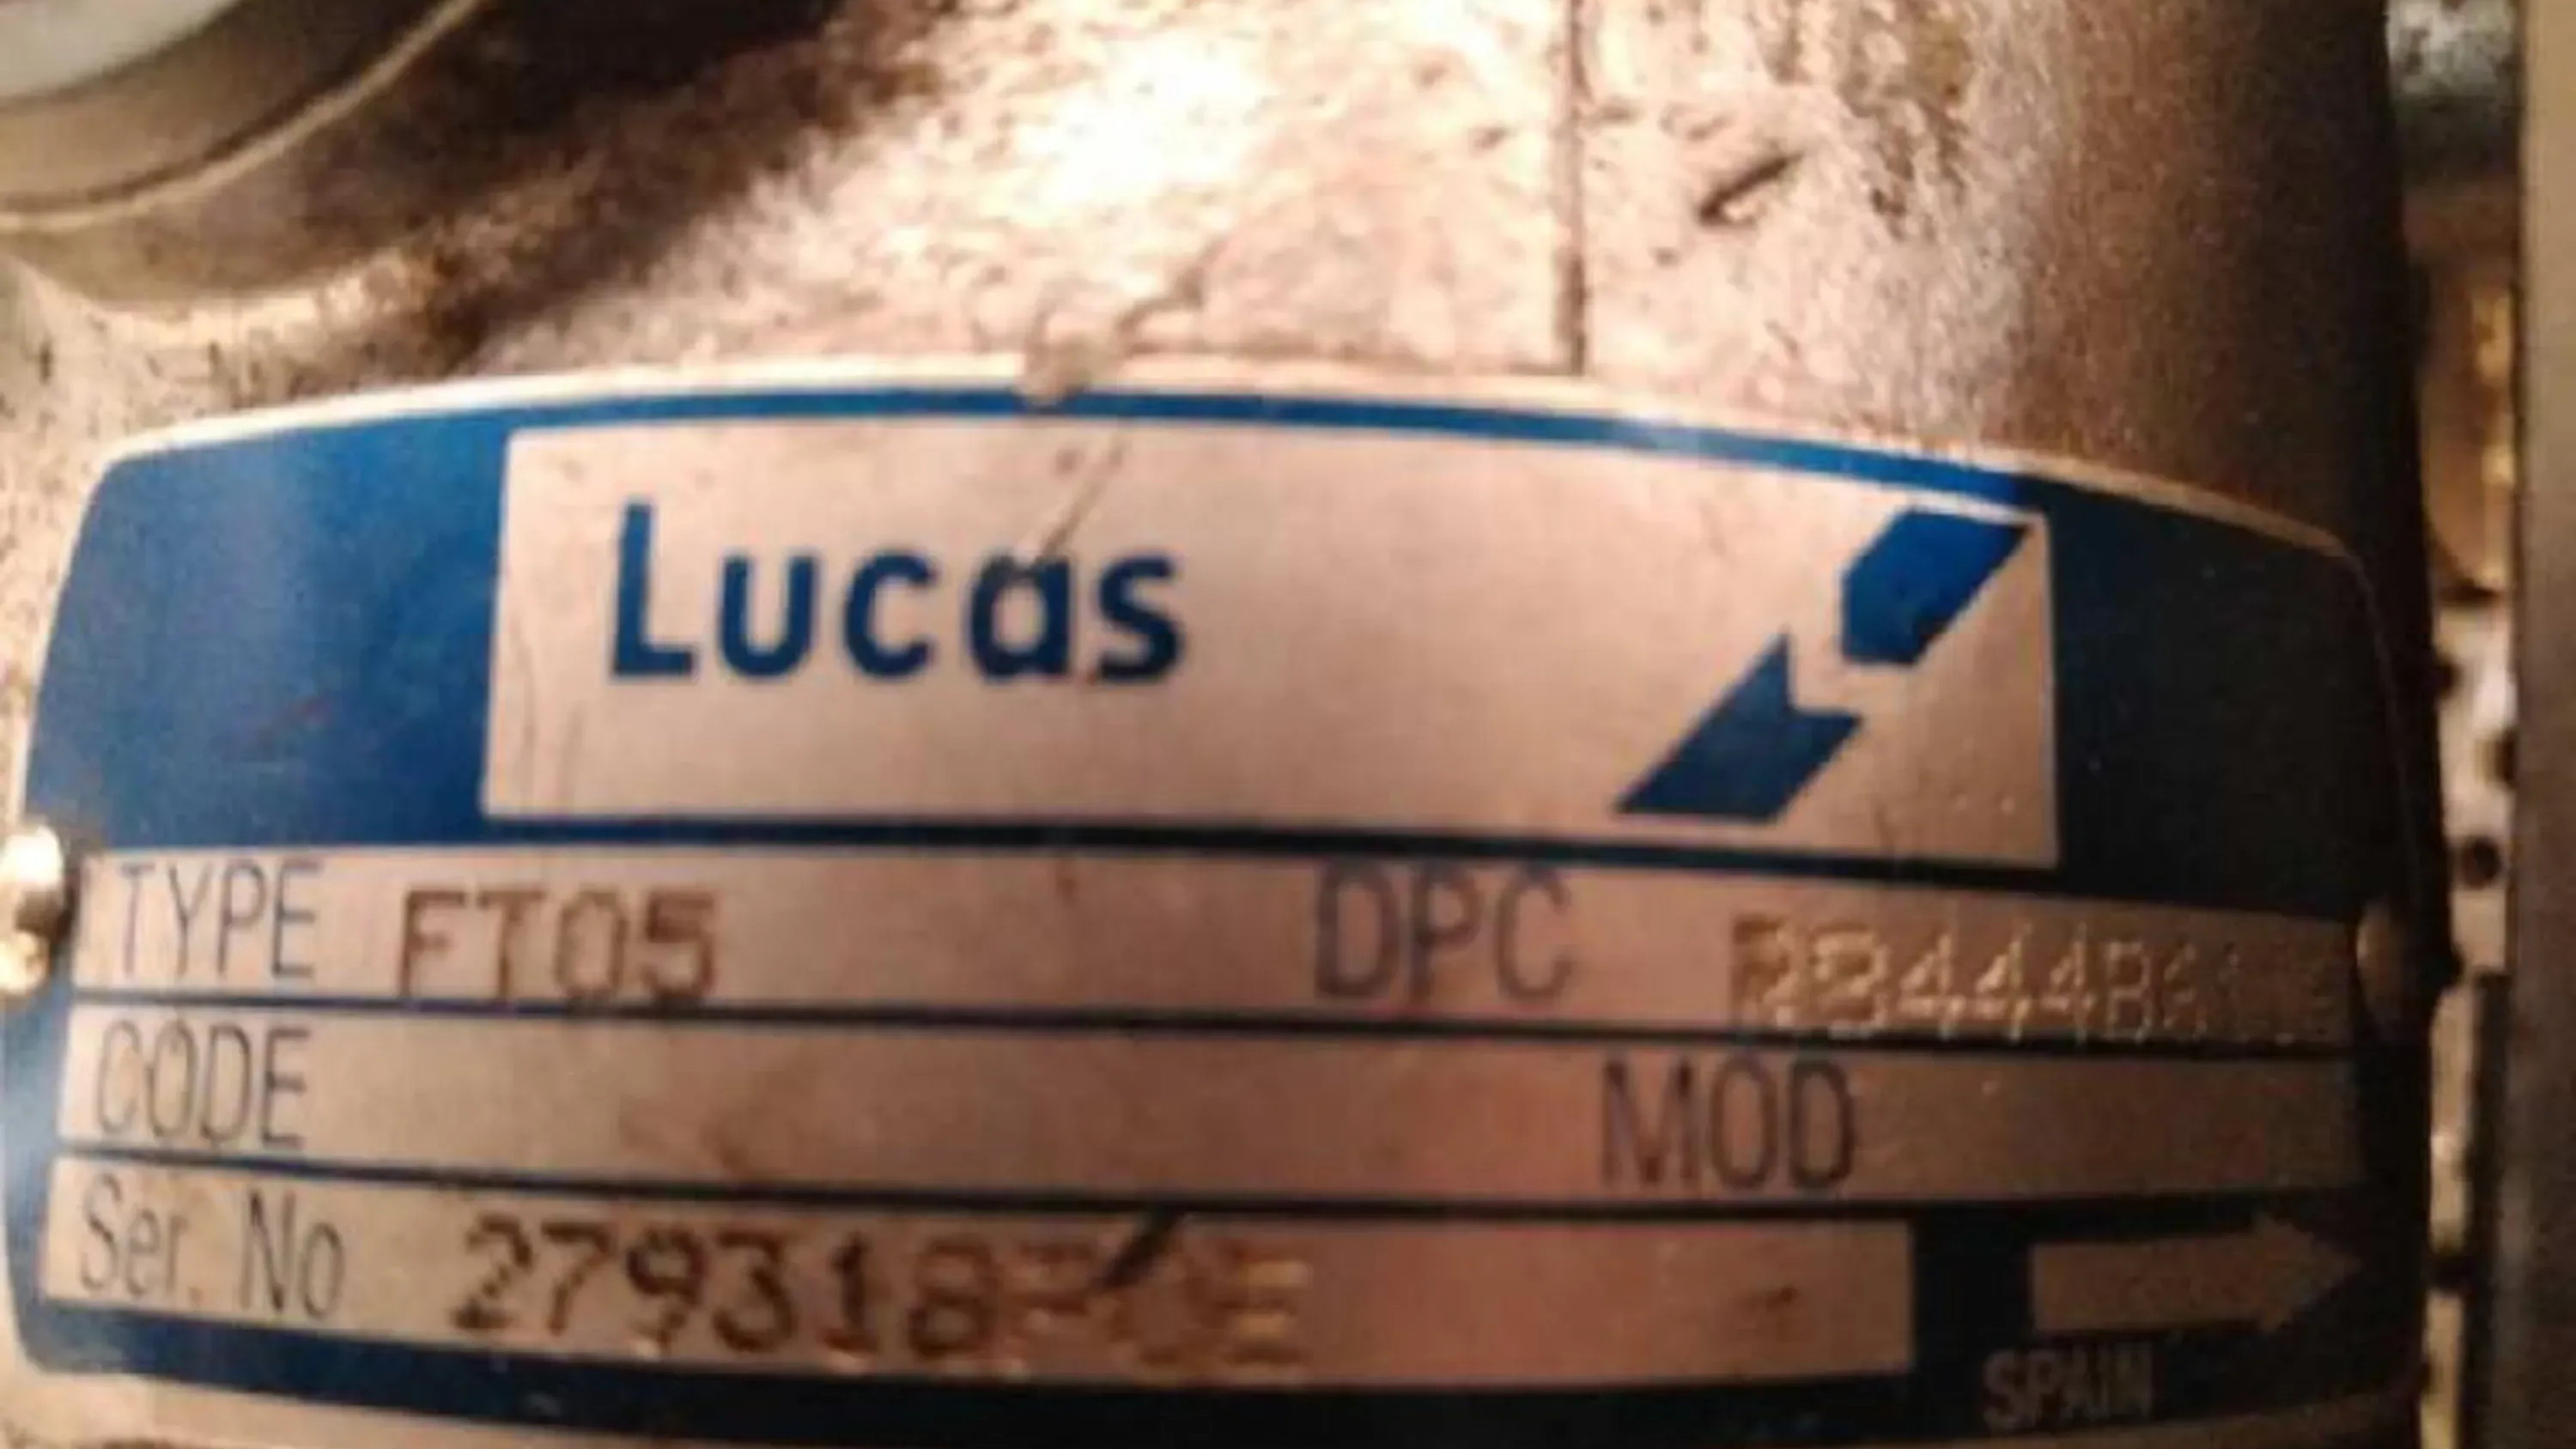 Lucas
TYPE FT05 DPC
CODE MOD
Ser. No
SPAIN